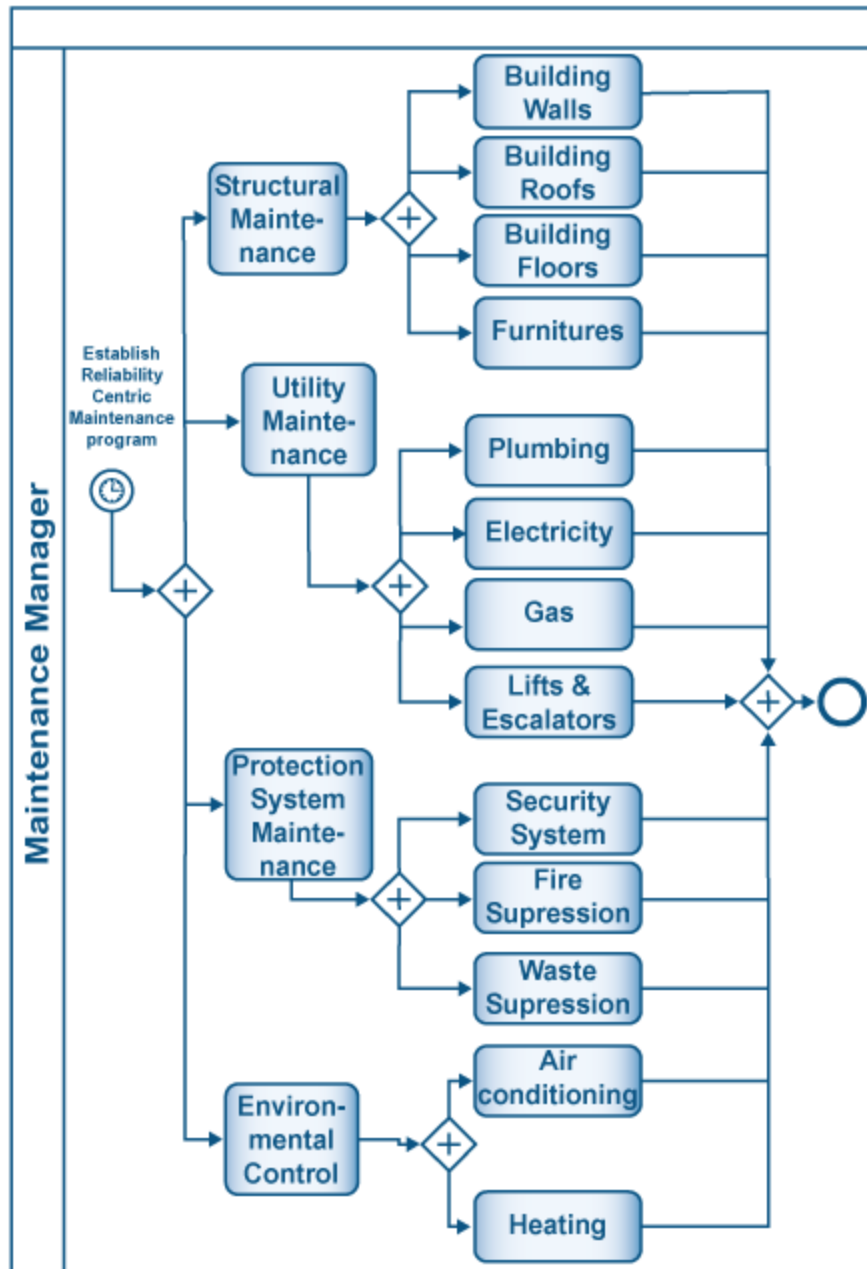 Maintenance Manager
Establish
Reliability
Centric
Maintenance
program
Structural
Mainte-
nance
Building
Walls
Building
Roofs
Building
Floors
Furnitures
Utility
Mainte-
nance
Plumbing
Electricity
Gas
Lifts &
Escalators
Protection
System
Mainte-
nance
Security
System
Fire
Supression
Waste
Supression
Environ-
mental
Control
Air
conditioning
Heating